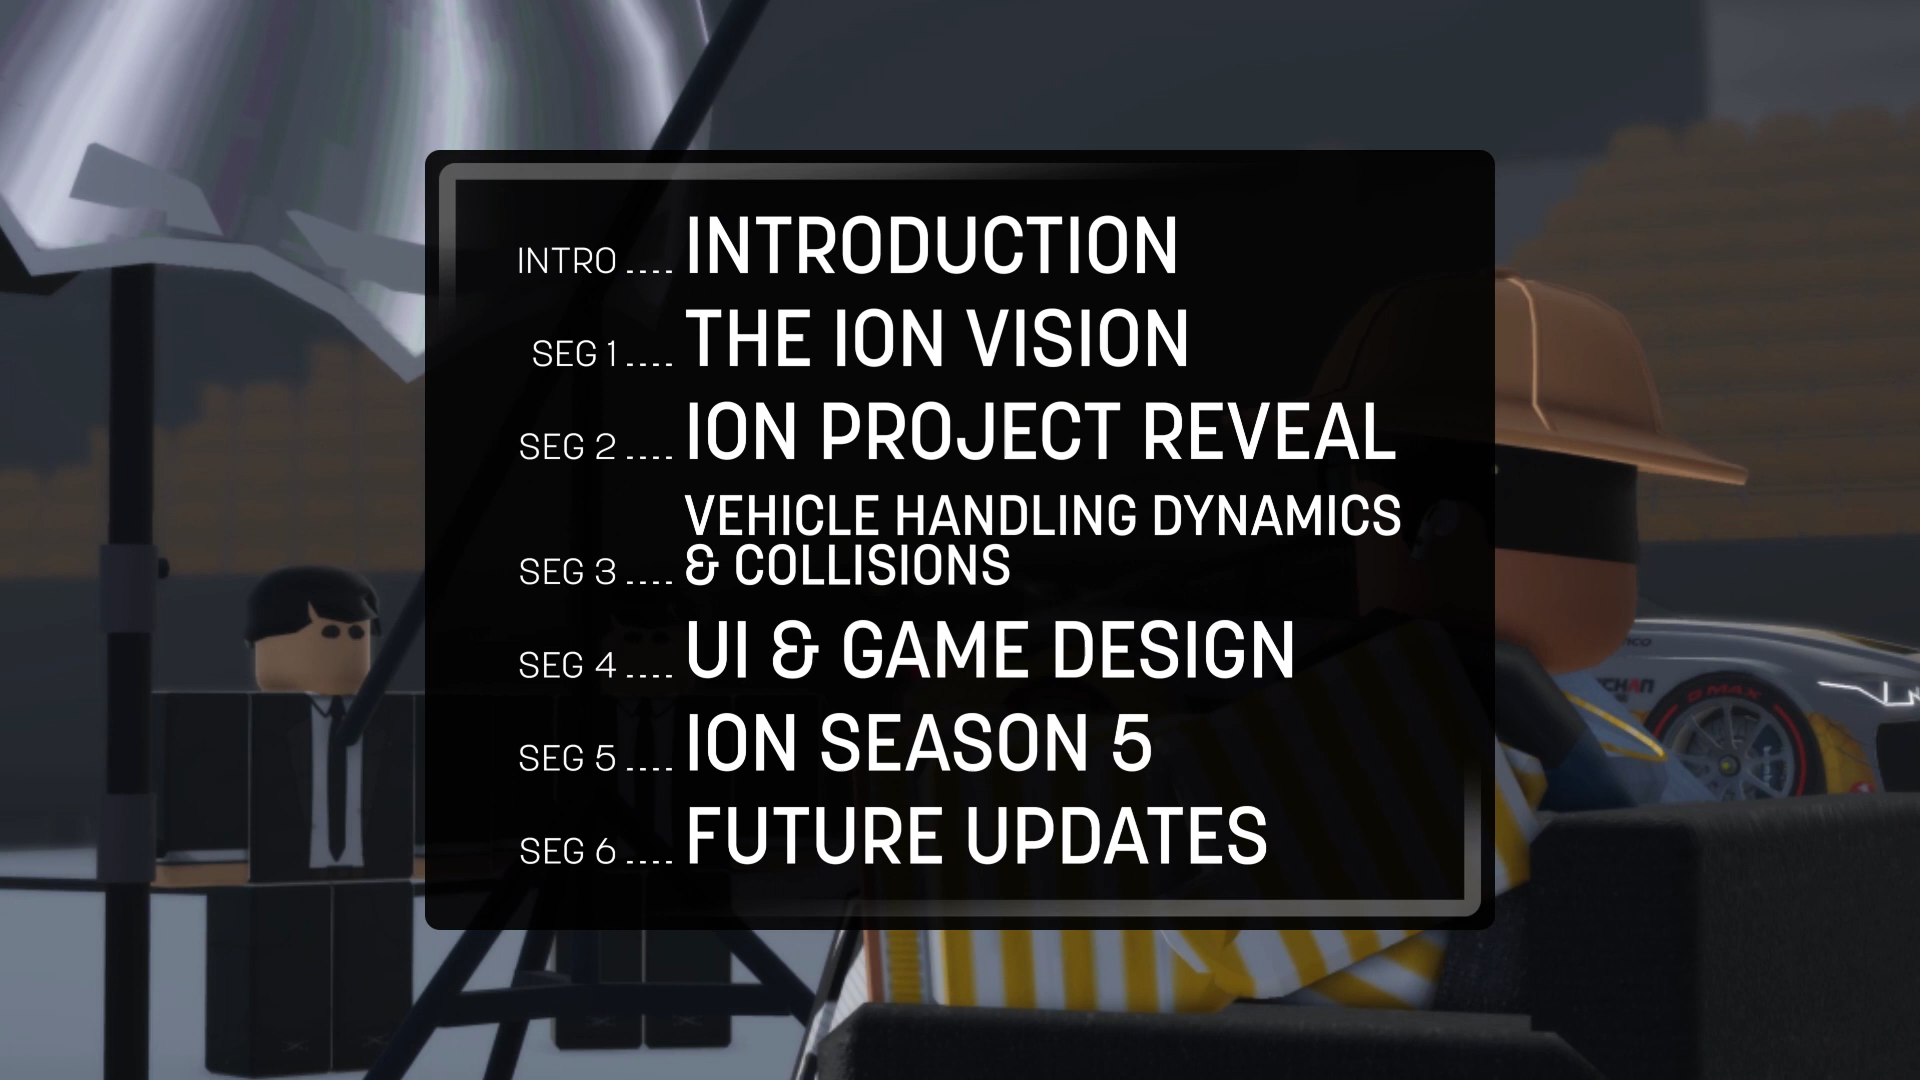 INTRO .... INTRODUCTION
SEG 1 .... THE ION VISION
SEG 2 .... ION PROJECT REVEAL
VEHICLE HANDLING DYNAMICS
SEG 3 .... & COLLISIONS
SEG 4 .... UI & GAME DESIGN
SEG 5 .... ION SEASON 5
SEG 6 .... FUTURE UPDATES